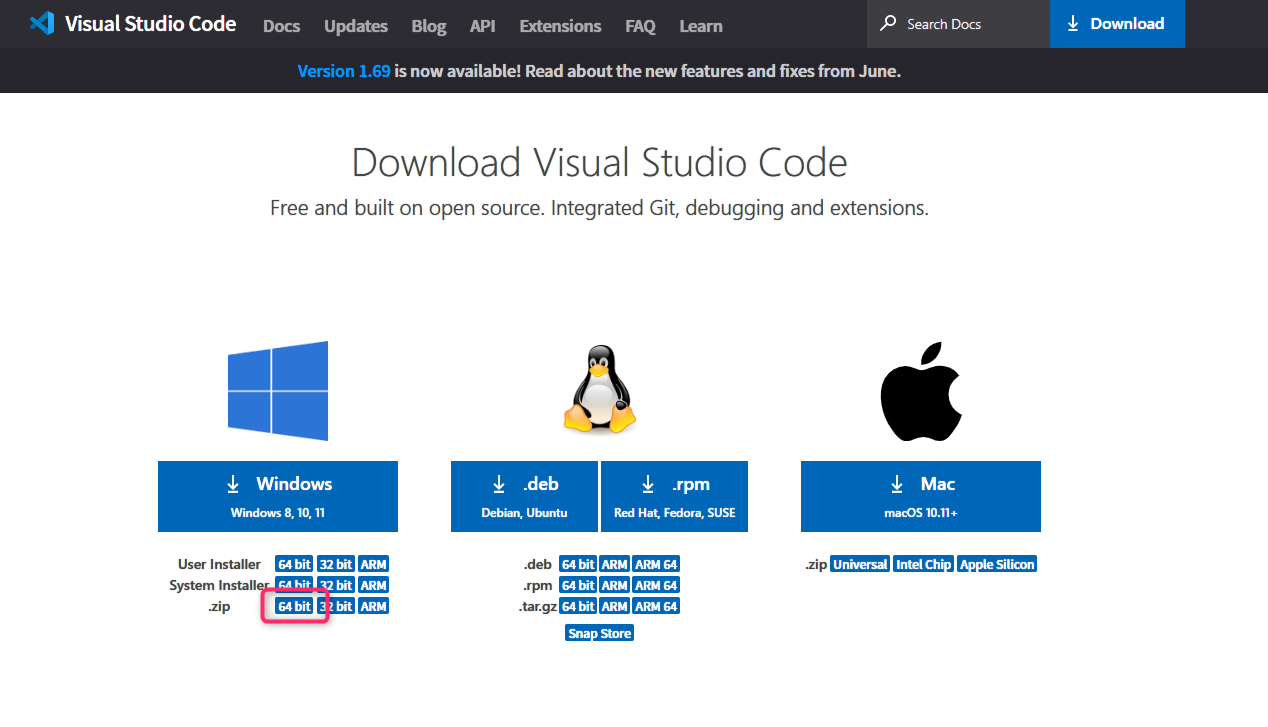 Visual Studio Code Docs Updates Blog API Extensions FAQ Learn Search Docs Download
Version 1.69 is now available! Read about the new features and fixes from June.
Download Visual Studio Code
Free and built on open source. Integrated Git, debugging and extensions.
Windows
Windows 8, 10, 11
User Installer 64 bit 32 bit ARM
System Installer 64 bit 32 bit ARM
.zip 64 bit 32 bit ARM
.deb
Debian, Ubuntu
.rpm
Red Hat, Fedora, SUSE
.deb 64 bit ARM ARM 64
.rpm 64 bit ARM ARM 64
.tar.gz 64 bit ARM ARM 64
Snap Store
Mac
macOS 10.11+
.zip Universal Intel Chip Apple Silicon